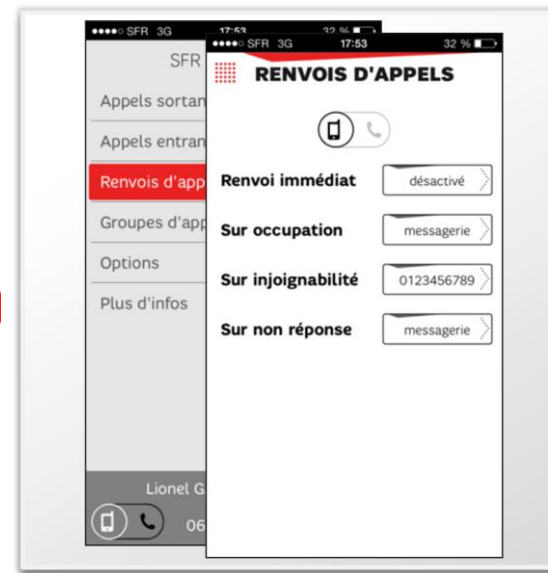 SFR 3G 17:53 32 %
SFR
Appels sortan
Appels entran
Renvois d'app
Groupes d'app
Options
Plus d'infos
Lionel G
06
SFR 3G 17:53 32 %
RENVOIS D'APPELS
Renvoi immédiat désactivé
Sur occupation messagerie
Sur injoignabilité 0123456789
Sur non réponse messagerie